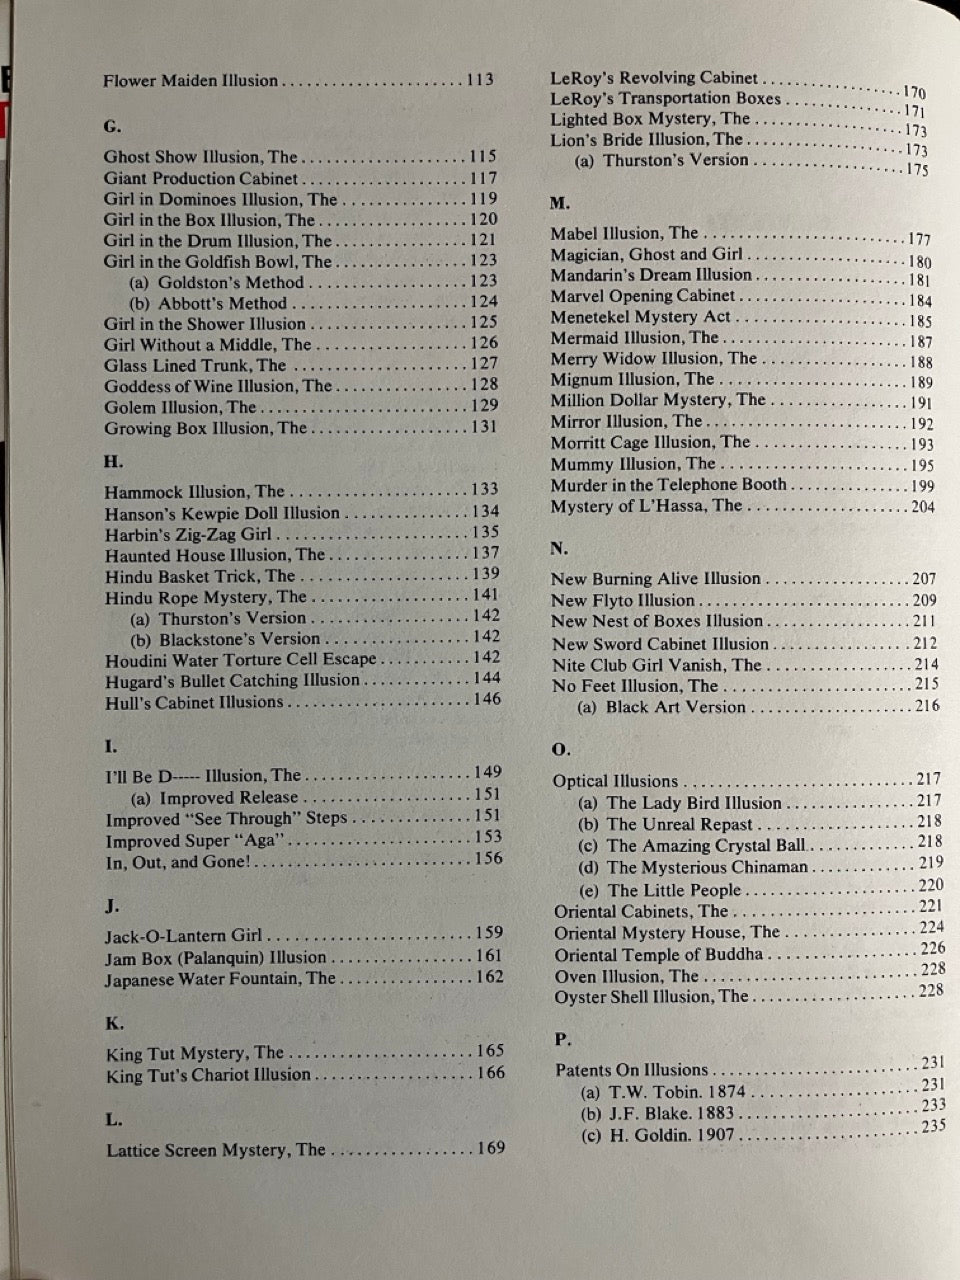 Flower Maiden Illusion . . . . . . . . . . . . . . . . . . . . . . 113
G.
Ghost Show Illusion, The . . . . . . . . . . . . . . . . . . . . 115
Giant Production Cabinet . . . . . . . . . . . . . . . . . . . . 117
Girl in Dominoes Illusion, The . . . . . . . . . . . . . . . 119
Girl in the Box Illusion, The . . . . . . . . . . . . . . . . . . 120
Girl in the Drum Illusion, The . . . . . . . . . . . . . . . . 121
Girl in the Goldfish Bowl, The . . . . . . . . . . . . . . . . 123
(a) Goldston's Method . . . . . . . . . . . . . . . . . . . 123
(b) Abbott's Method . . . . . . . . . . . . . . . . . . . . . 124
Girl in the Shower Illusion . . . . . . . . . . . . . . . . . . . 125
Girl Without a Middle, The . . . . . . . . . . . . . . . . . . 126
Glass Lined Trunk, The . . . . . . . . . . . . . . . . . . . . . 127
Goddess of Wine Illusion, The . . . . . . . . . . . . . . . . 128
Golem Illusion, The . . . . . . . . . . . . . . . . . . . . . . . . 129
Growing Box Illusion, The . . . . . . . . . . . . . . . . . . . 131
H.
Hammock Illusion, The . . . . . . . . . . . . . . . . . . . . . 133
Hanson's Kewpie Doll Illusion . . . . . . . . . . . . . . . 134
Harbin's Zig-Zag Girl . . . . . . . . . . . . . . . . . . . . . . . 135
Haunted House Illusion, The . . . . . . . . . . . . . . . . . 137
Hindu Basket Trick, The . . . . . . . . . . . . . . . . . . . . 139
Hindu Rope Mystery, The . . . . . . . . . . . . . . . . . . . 141
(a) Thurston's Version . . . . . . . . . . . . . . . . . . . 142
(b) Blackstone's Version . . . . . . . . . . . . . . . . . . 142
Houdini Water Torture Cell Escape . . . . . . . . . . . 142
Hugard's Bullet Catching Illusion . . . . . . . . . . . . . 144
Hull's Cabinet Illusions . . . . . . . . . . . . . . . . . . . . . . 146
I.
I'll Be D----- Illusion, The . . . . . . . . . . . . . . . . . . . . 149
(a) Improved Release . . . . . . . . . . . . . . . . . . . . 151
Improved "See Through" Steps . . . . . . . . . . . . . . . 151
Improved Super "Aga" . . . . . . . . . . . . . . . . . . . . . . 153
In, Out, and Gone! . . . . . . . . . . . . . . . . . . . . . . . . . 156
J.
Jack-O-Lantern Girl . . . . . . . . . . . . . . . . . . . . . . . . 159
Jam Box (Palanquin) Illusion . . . . . . . . . . . . . . . . . 161
Japanese Water Fountain, The . . . . . . . . . . . . . . . . 162
K.
King Tut Mystery, The . . . . . . . . . . . . . . . . . . . . . . 165
King Tut's Chariot Illusion . . . . . . . . . . . . . . . . . . . 166
L.
Lattice Screen Mystery, The . . . . . . . . . . . . . . . . . 169
LeRoy's Revolving Cabinet . . . . . . . . . . . . . . . . . . 170
LeRoy's Transportation Boxes . . . . . . . . . . . . . . . 171
Lighted Box Mystery, The . . . . . . . . . . . . . . . . . . . 173
Lion's Bride Illusion, The . . . . . . . . . . . . . . . . . . . . 173
(a) Thurston's Version . . . . . . . . . . . . . . . . . . . 175
M.
Mabel Illusion, The . . . . . . . . . . . . . . . . . . . . . . . . 177
Magician, Ghost and Girl . . . . . . . . . . . . . . . . . . . 180
Mandarin's Dream Illusion . . . . . . . . . . . . . . . . . . 181
Marvel Opening Cabinet . . . . . . . . . . . . . . . . . . . . 184
Menetekel Mystery Act . . . . . . . . . . . . . . . . . . . . . 185
Mermaid Illusion, The . . . . . . . . . . . . . . . . . . . . . . 187
Merry Widow Illusion, The . . . . . . . . . . . . . . . . . . 188
Mignum Illusion, The . . . . . . . . . . . . . . . . . . . . . . . 189
Million Dollar Mystery, The . . . . . . . . . . . . . . . . . 191
Mirror Illusion, The . . . . . . . . . . . . . . . . . . . . . . . . 192
Morritt Cage Illusion, The . . . . . . . . . . . . . . . . . . . 193
Mummy Illusion, The . . . . . . . . . . . . . . . . . . . . . . . 195
Murder in the Telephone Booth . . . . . . . . . . . . . . . 199
Mystery of L'Hassa, The . . . . . . . . . . . . . . . . . . . . 204
N.
New Burning Alive Illusion . . . . . . . . . . . . . . . . . . 207
New Flyto Illusion . . . . . . . . . . . . . . . . . . . . . . . . . . 209
New Nest of Boxes Illusion . . . . . . . . . . . . . . . . . . 211
New Sword Cabinet Illusion . . . . . . . . . . . . . . . . . 212
Nite Club Girl Vanish, The . . . . . . . . . . . . . . . . . . 214
No Feet Illusion, The . . . . . . . . . . . . . . . . . . . . . . . 215
(a) Black Art Version . . . . . . . . . . . . . . . . . . . . 216
O.
Optical Illusions . . . . . . . . . . . . . . . . . . . . . . . . . . . . 217
(a) The Lady Bird Illusion . . . . . . . . . . . . . . . . 217
(b) The Unreal Repast . . . . . . . . . . . . . . . . . . . . 218
(c) The Amazing Crystal Ball . . . . . . . . . . . . . . 218
(d) The Mysterious Chinaman . . . . . . . . . . . . . 219
(e) The Little People . . . . . . . . . . . . . . . . . . . . . 220
Oriental Cabinets, The . . . . . . . . . . . . . . . . . . . . . . 221
Oriental Mystery House, The . . . . . . . . . . . . . . . . 224
Oriental Temple of Buddha . . . . . . . . . . . . . . . . . . 226
Oven Illusion, The . . . . . . . . . . . . . . . . . . . . . . . . . . 228
Oyster Shell Illusion, The . . . . . . . . . . . . . . . . . . . . 228
P.
Patents On Illusions . . . . . . . . . . . . . . . . . . . . . . . . 231
(a) T.W. Tobin. 1874 . . . . . . . . . . . . . . . . . . . . 231
(b) J.F. Blake. 1883 . . . . . . . . . . . . . . . . . . . . . . 233
(c) H. Goldin. 1907 . . . . . . . . . . . . . . . . . . . . . . 235